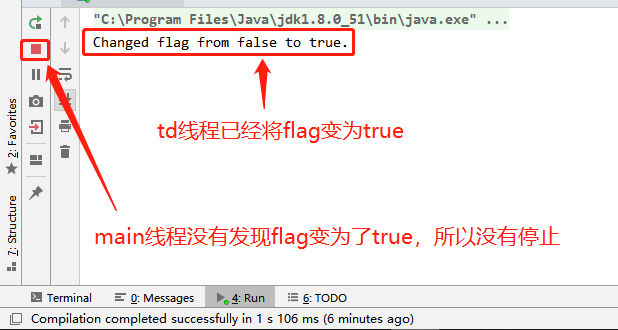 "C:\Program Files\Java\jdk1.8.0_51\bin\java.exe" ...
Changed flag from false to true.
td线程已经将flag变为true
main线程没有发现flag变为了true，所以没有停止
2: Favorites
7: Structure
Terminal
0: Messages
4: Run
6: TODO
Compilation completed successfully in 1 s 106 ms (6 minutes ago)